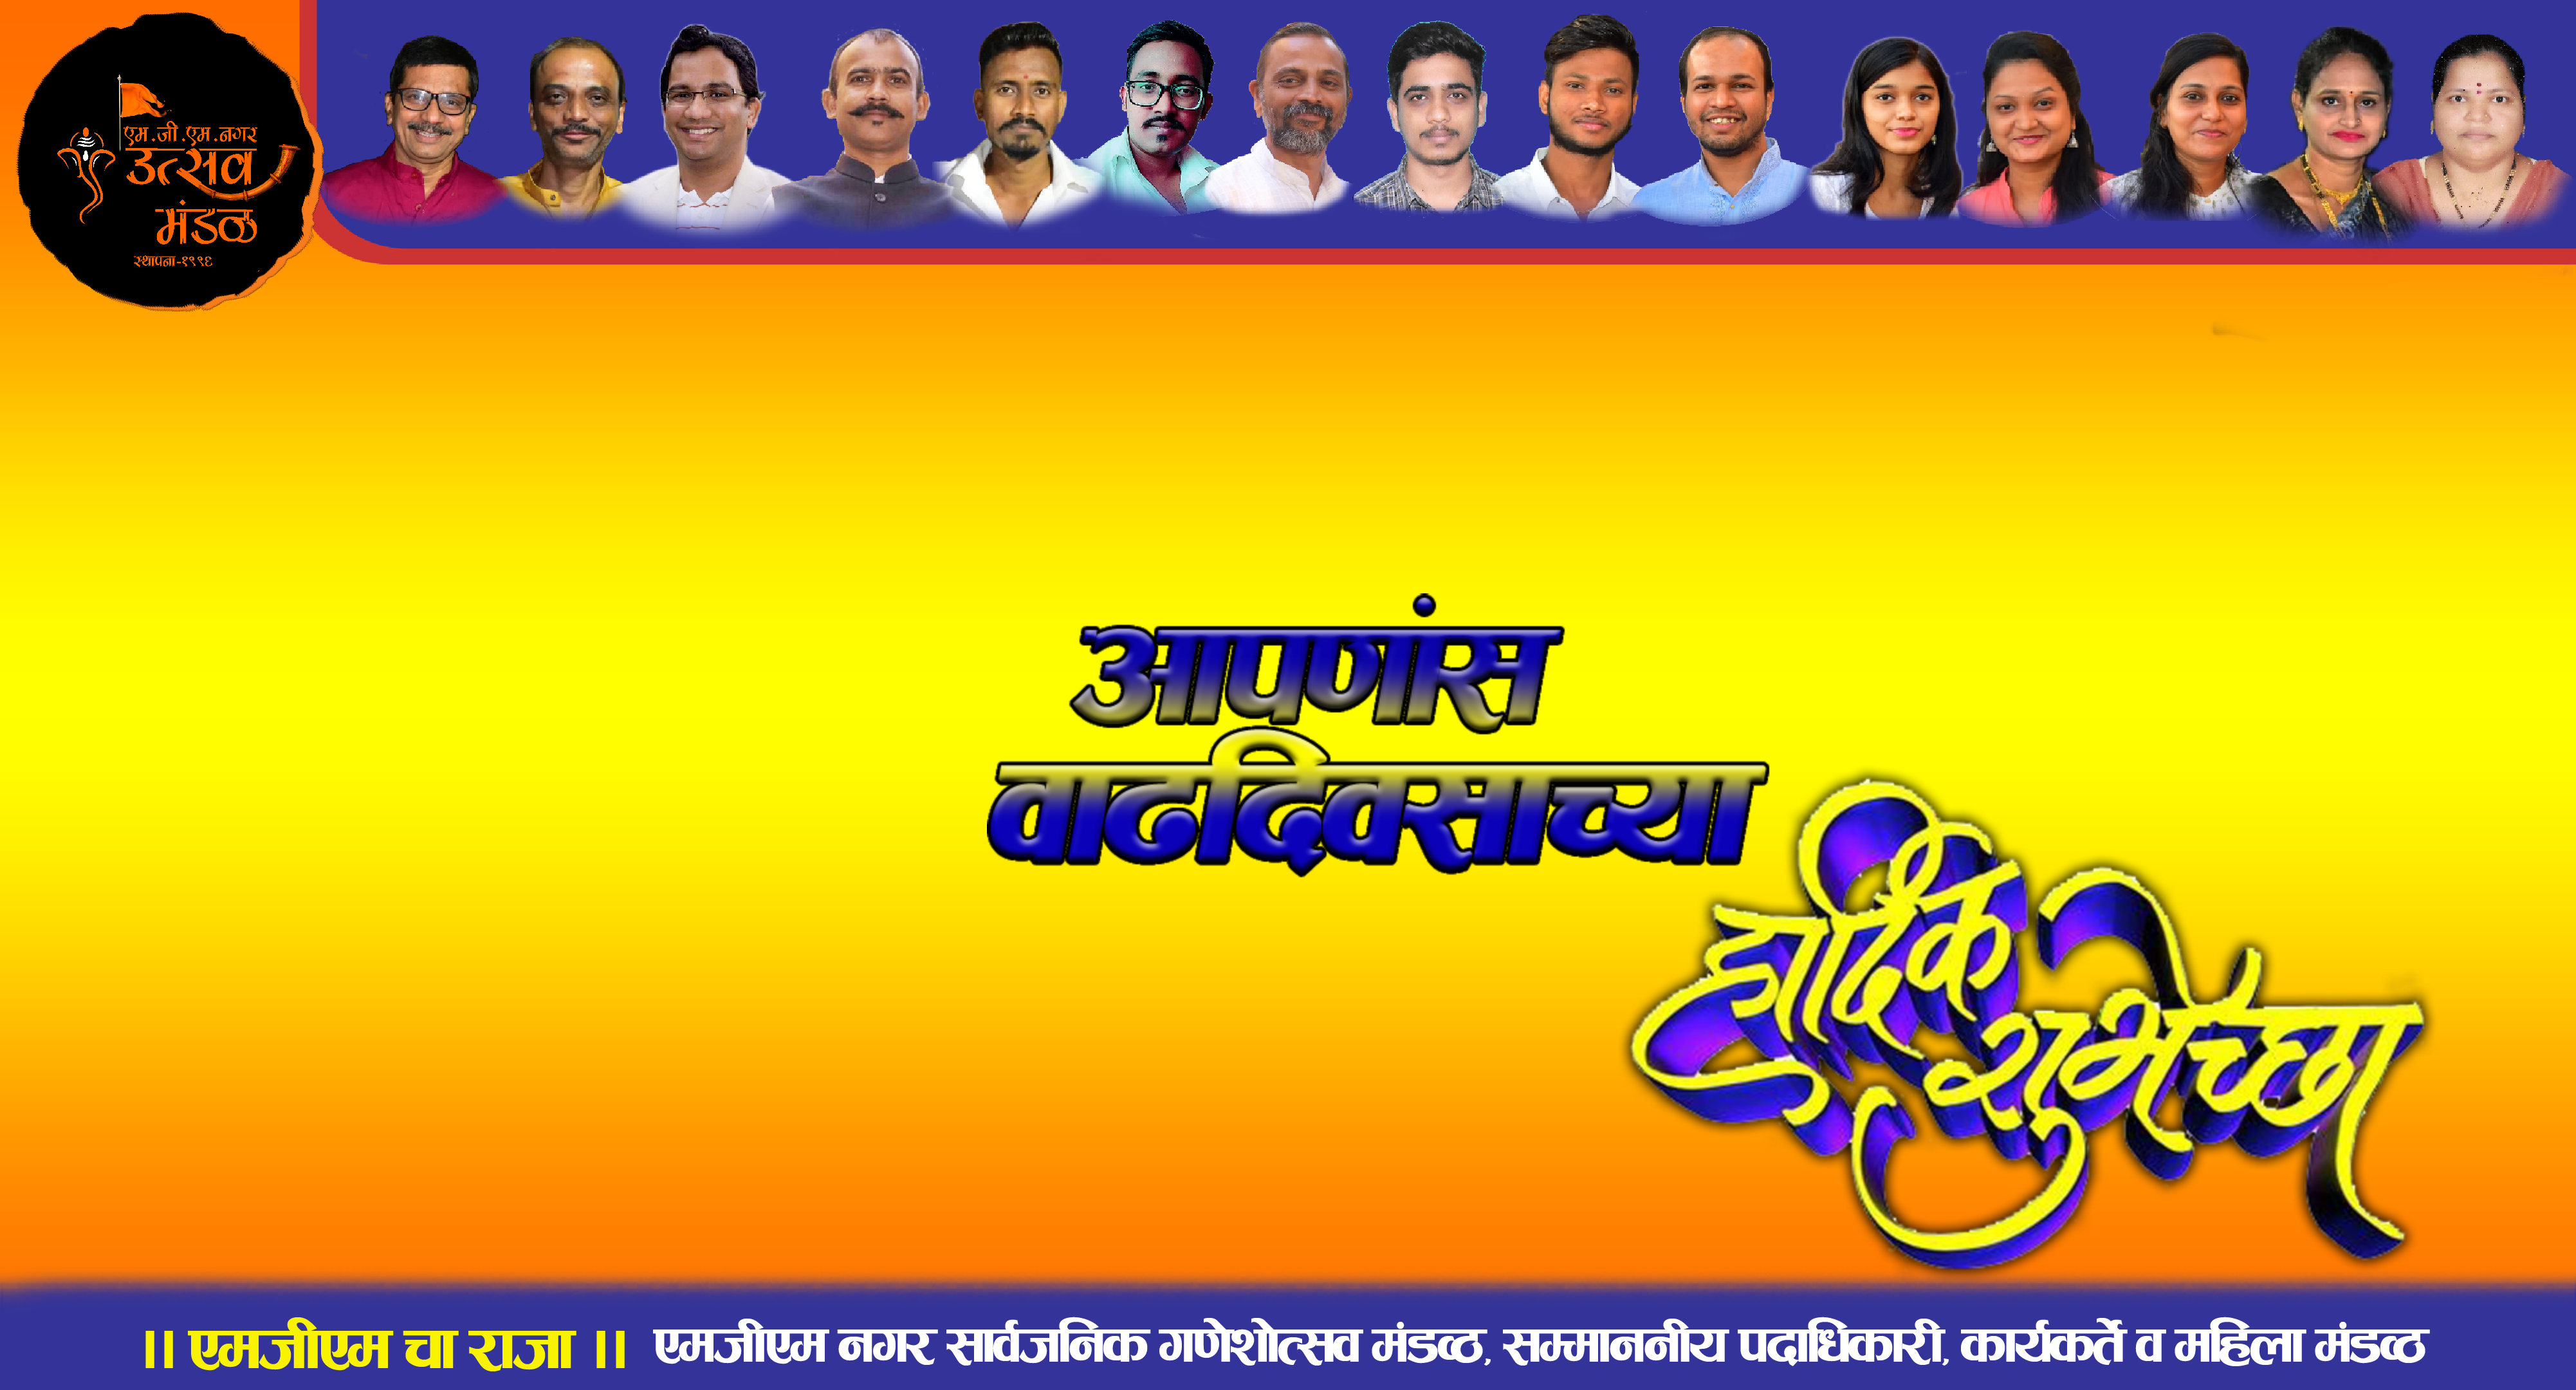 एम.जी.एम.नगर
उत्सव
मंडळ
स्थापना-१९९६
आपणांस
वाढदिवसाच्या
हार्दिक
शुभेच्छा
।। एमजीएम चा राजा ।। एमजीएम नगर सार्वजनिक गणेशोत्सव मंडळ, सम्माननीय पदाधिकारी, कार्यकर्ते व महिला मंडळ